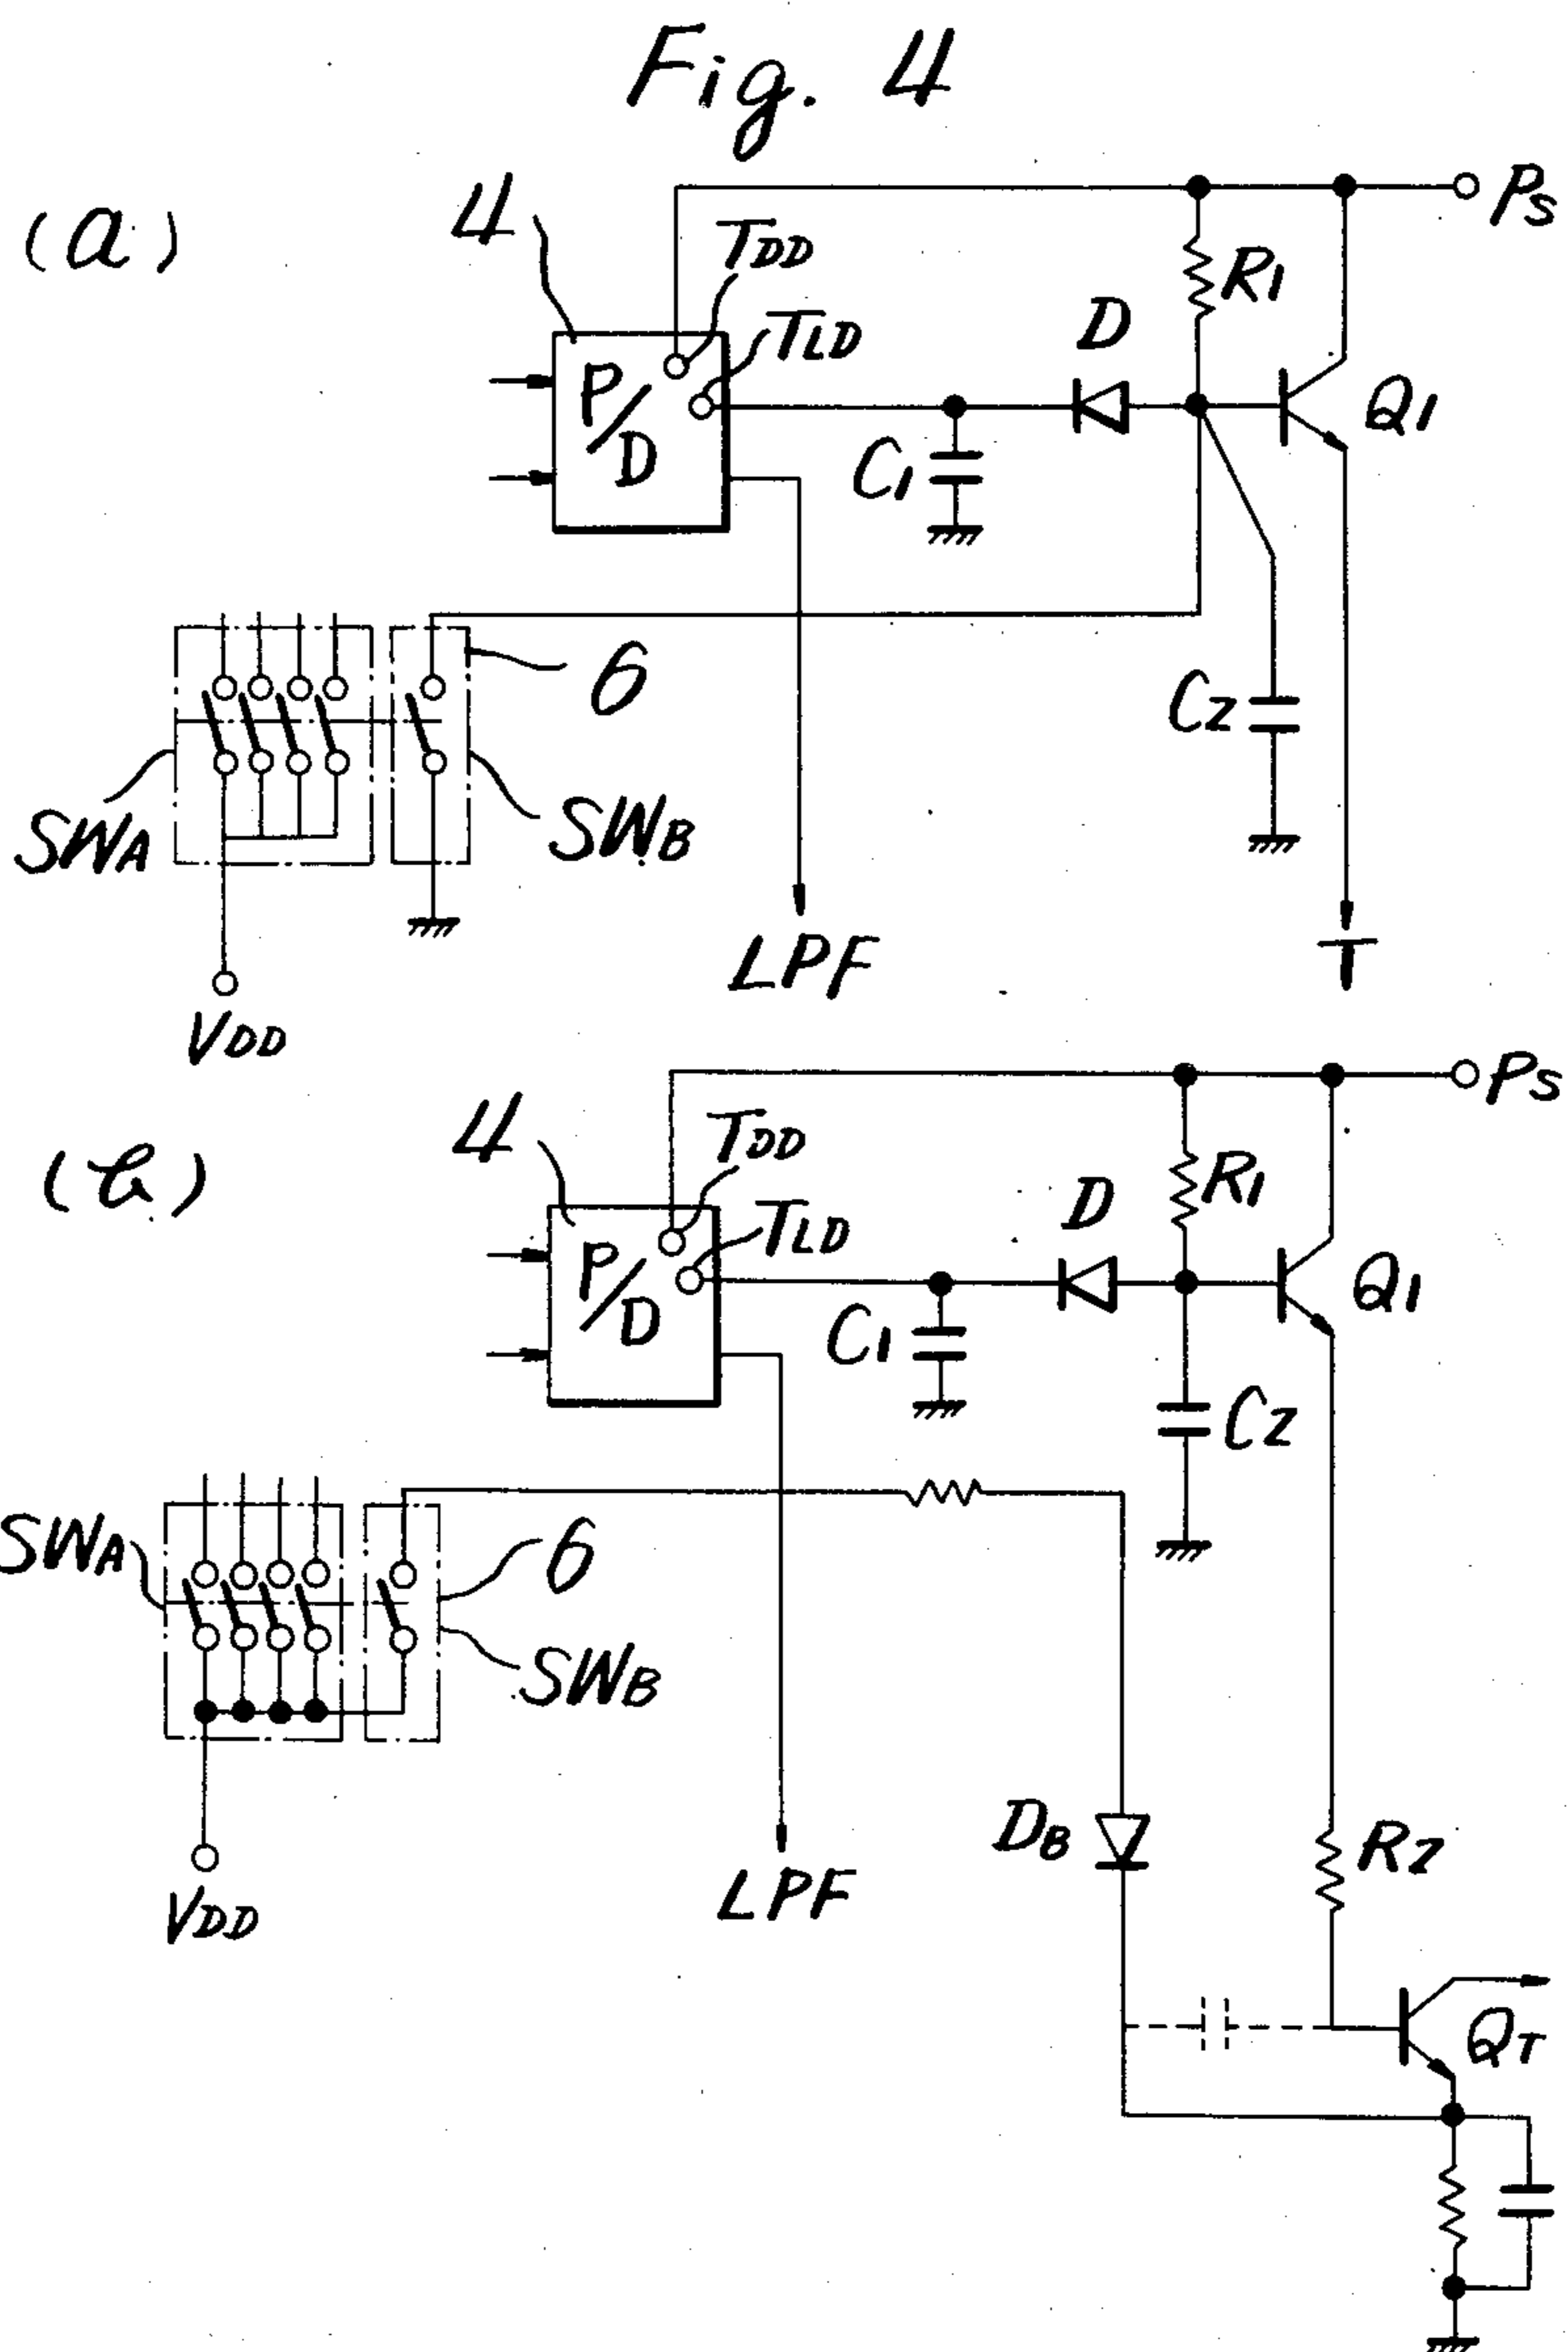 Fig. 4
(a)
4
TDD
TLD
P/D
D
R1
Ps
Q1
C1
C2
6
SWA
SWB
VDD
LPF
T
(b)
4
TDD
TLD
P/D
D
R1
Ps
Q1
C1
C2
SWA
6
SWB
VDD
LPF
DB
R2
QT